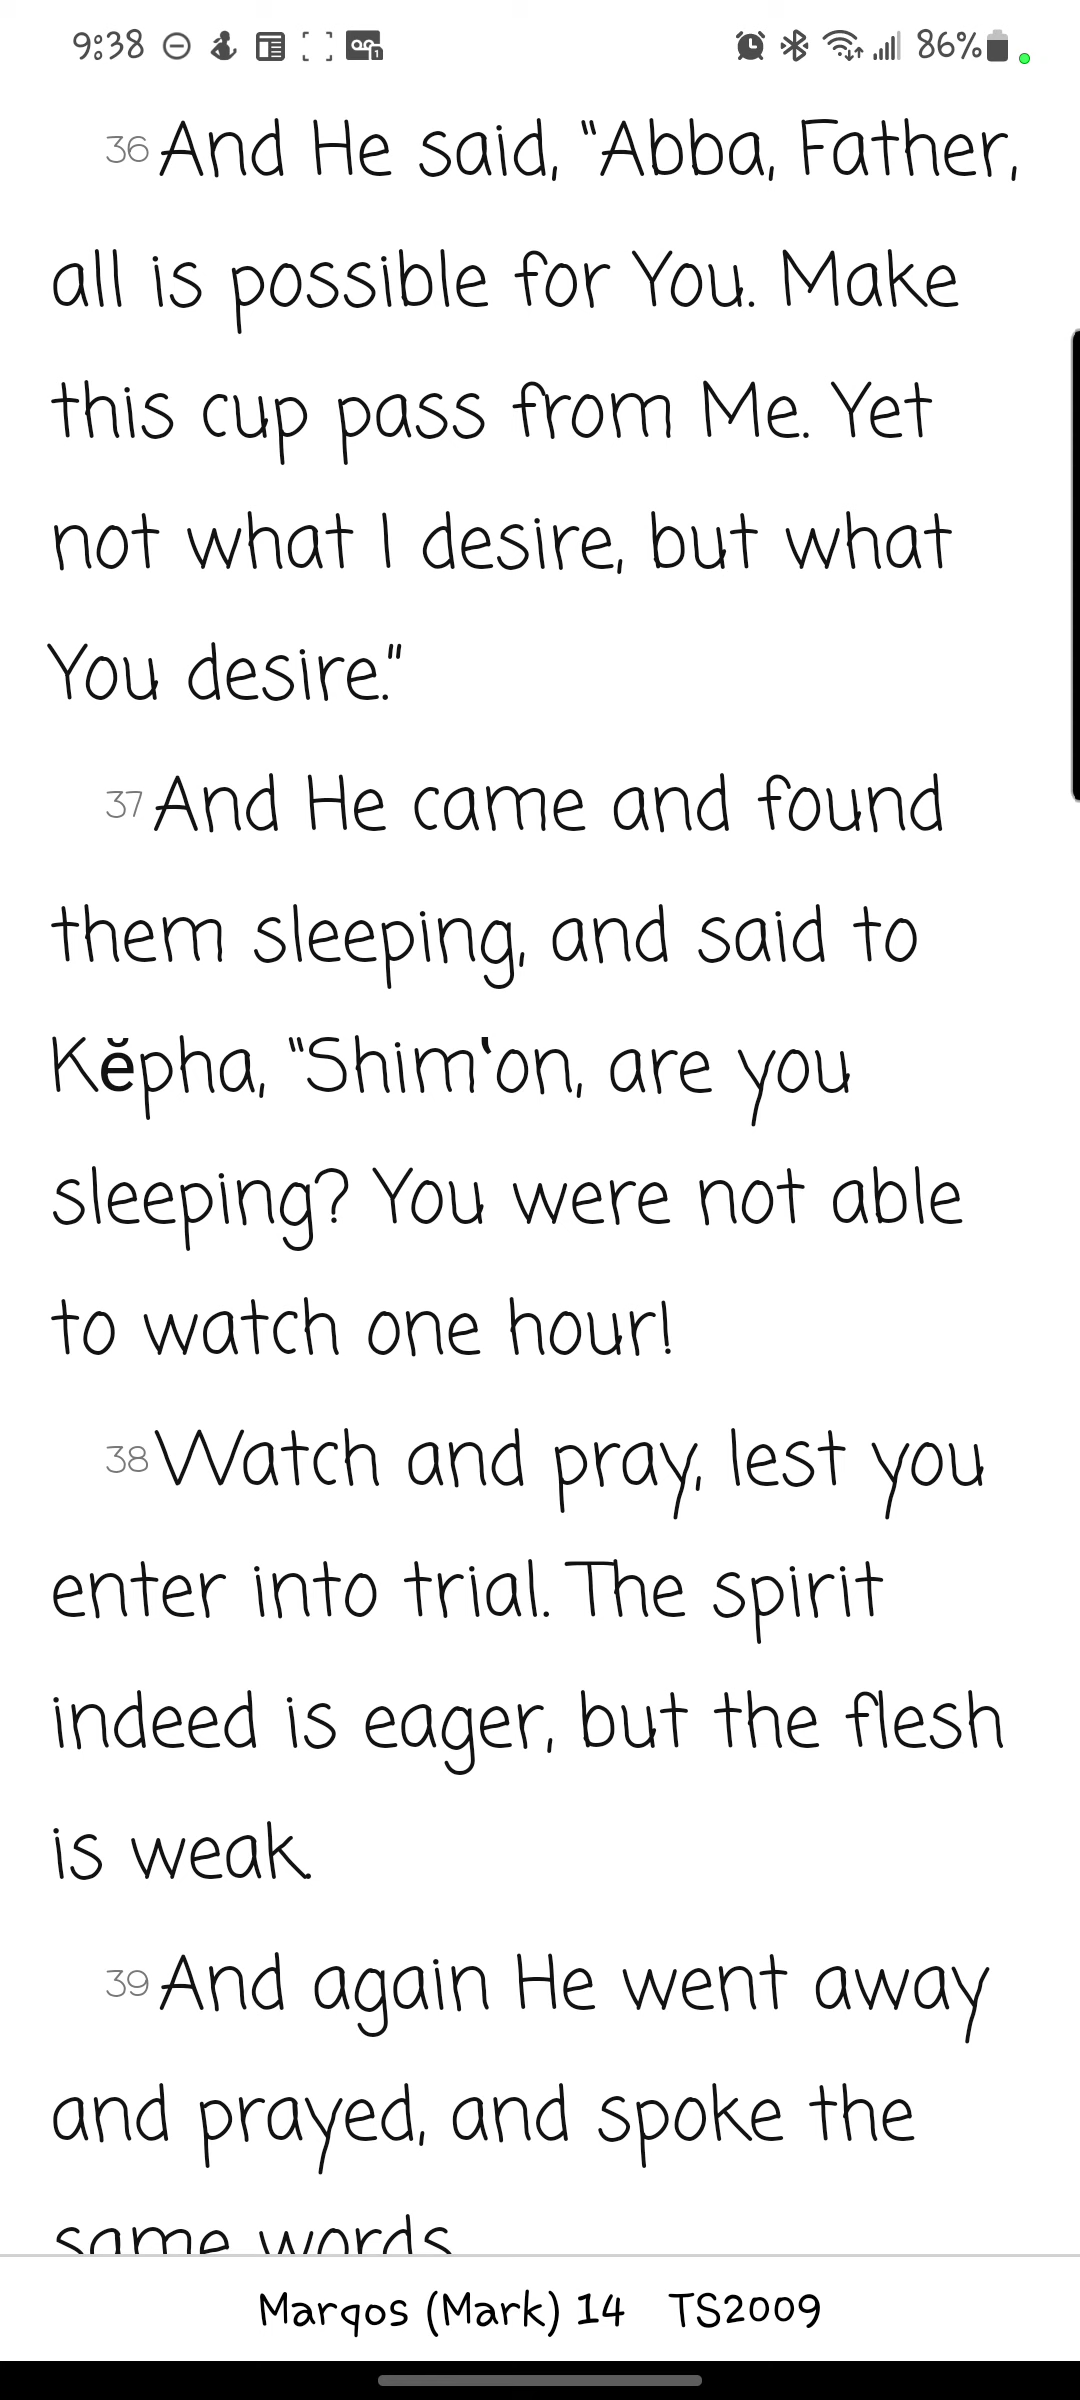 9:38 86%
36 And He said, "Abba, Father,
all is possible for You. Make
this cup pass from Me. Yet
not what I desire, but what
You desire."
37 And He came and found
them sleeping, and said to
Kĕpha, "Shim‛on, are you
sleeping? You were not able
to watch one hour!
38 Watch and pray, lest you
enter into trial. The spirit
indeed is eager, but the flesh
is weak.
39 And again He went away
and prayed, and spoke the
same words.
Marqos (Mark) 14 TS2009